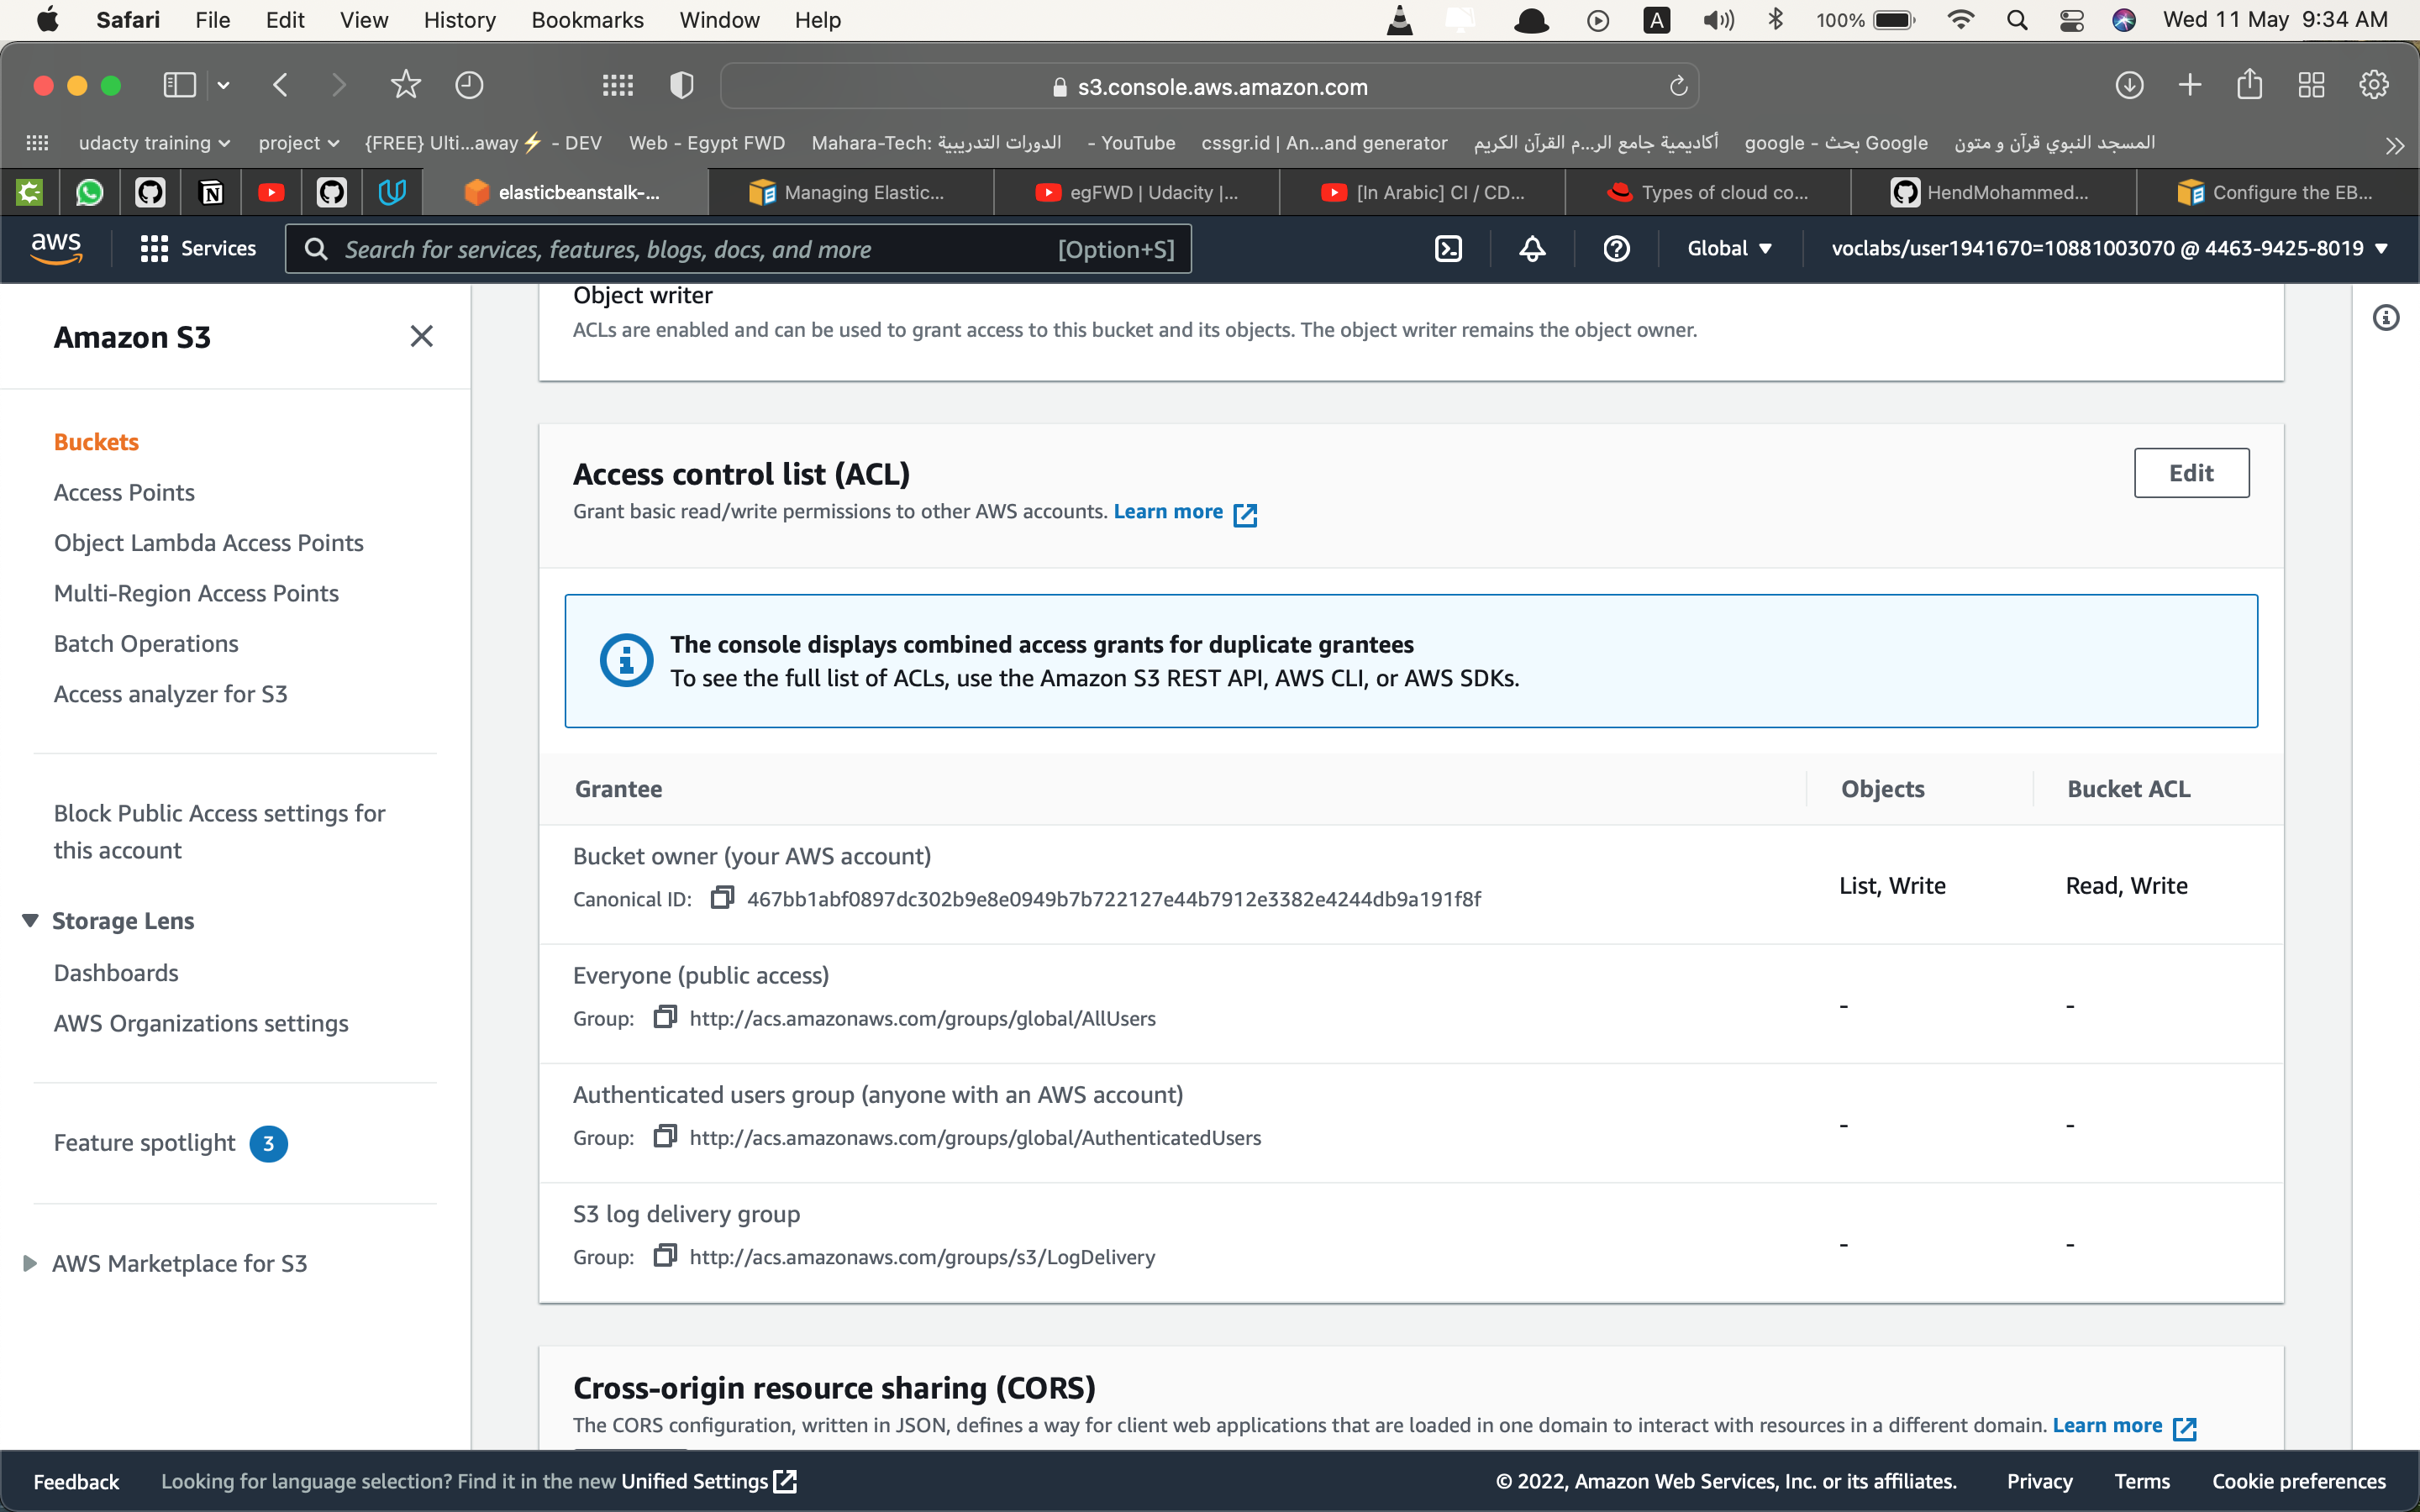 Safari File Edit View History Bookmarks Window Help A 100% Wed 11 May 9:34 AM
s3.console.aws.amazon.com
udacty training project {FREE} Ulti...away⚡ - DEV Web - Egypt FWD Mahara-Tech: الدورات التدريبية - YouTube cssgr.id | An...and generator أكاديمية جامع الر...م القرآن الكريم google - بحث Google المسجد النبوي قرآن و متون
elasticbeanstalk-... Managing Elastic... egFWD | Udacity |... [In Arabic] CI / CD... Types of cloud co... HendMohammed... Configure the EB...
aws Services Search for services, features, blogs, docs, and more [Option+S] Global voclabs/user1941670=10881003070 @ 4463-9425-8019
Amazon S3
Buckets
Access Points
Object Lambda Access Points
Multi-Region Access Points
Batch Operations
Access analyzer for S3
Block Public Access settings for
this account
Storage Lens
Dashboards
AWS Organizations settings
Feature spotlight 3
AWS Marketplace for S3
Object writer
ACLs are enabled and can be used to grant access to this bucket and its objects. The object writer remains the object owner.
Access control list (ACL)
Edit
Grant basic read/write permissions to other AWS accounts. Learn more
The console displays combined access grants for duplicate grantees
To see the full list of ACLs, use the Amazon S3 REST API, AWS CLI, or AWS SDKs.
Grantee Objects Bucket ACL
Bucket owner (your AWS account)
Canonical ID: 467bb1abf0897dc302b9e8e0949b7b722127e44b7912e3382e4244db9a191f8f
List, Write Read, Write
Everyone (public access)
Group: http://acs.amazonaws.com/groups/global/AllUsers
- -
Authenticated users group (anyone with an AWS account)
Group: http://acs.amazonaws.com/groups/global/AuthenticatedUsers
- -
S3 log delivery group
Group: http://acs.amazonaws.com/groups/s3/LogDelivery
- -
Cross-origin resource sharing (CORS)
The CORS configuration, written in JSON, defines a way for client web applications that are loaded in one domain to interact with resources in a different domain. Learn more
Feedback Looking for language selection? Find it in the new Unified Settings © 2022, Amazon Web Services, Inc. or its affiliates. Privacy Terms Cookie preferences